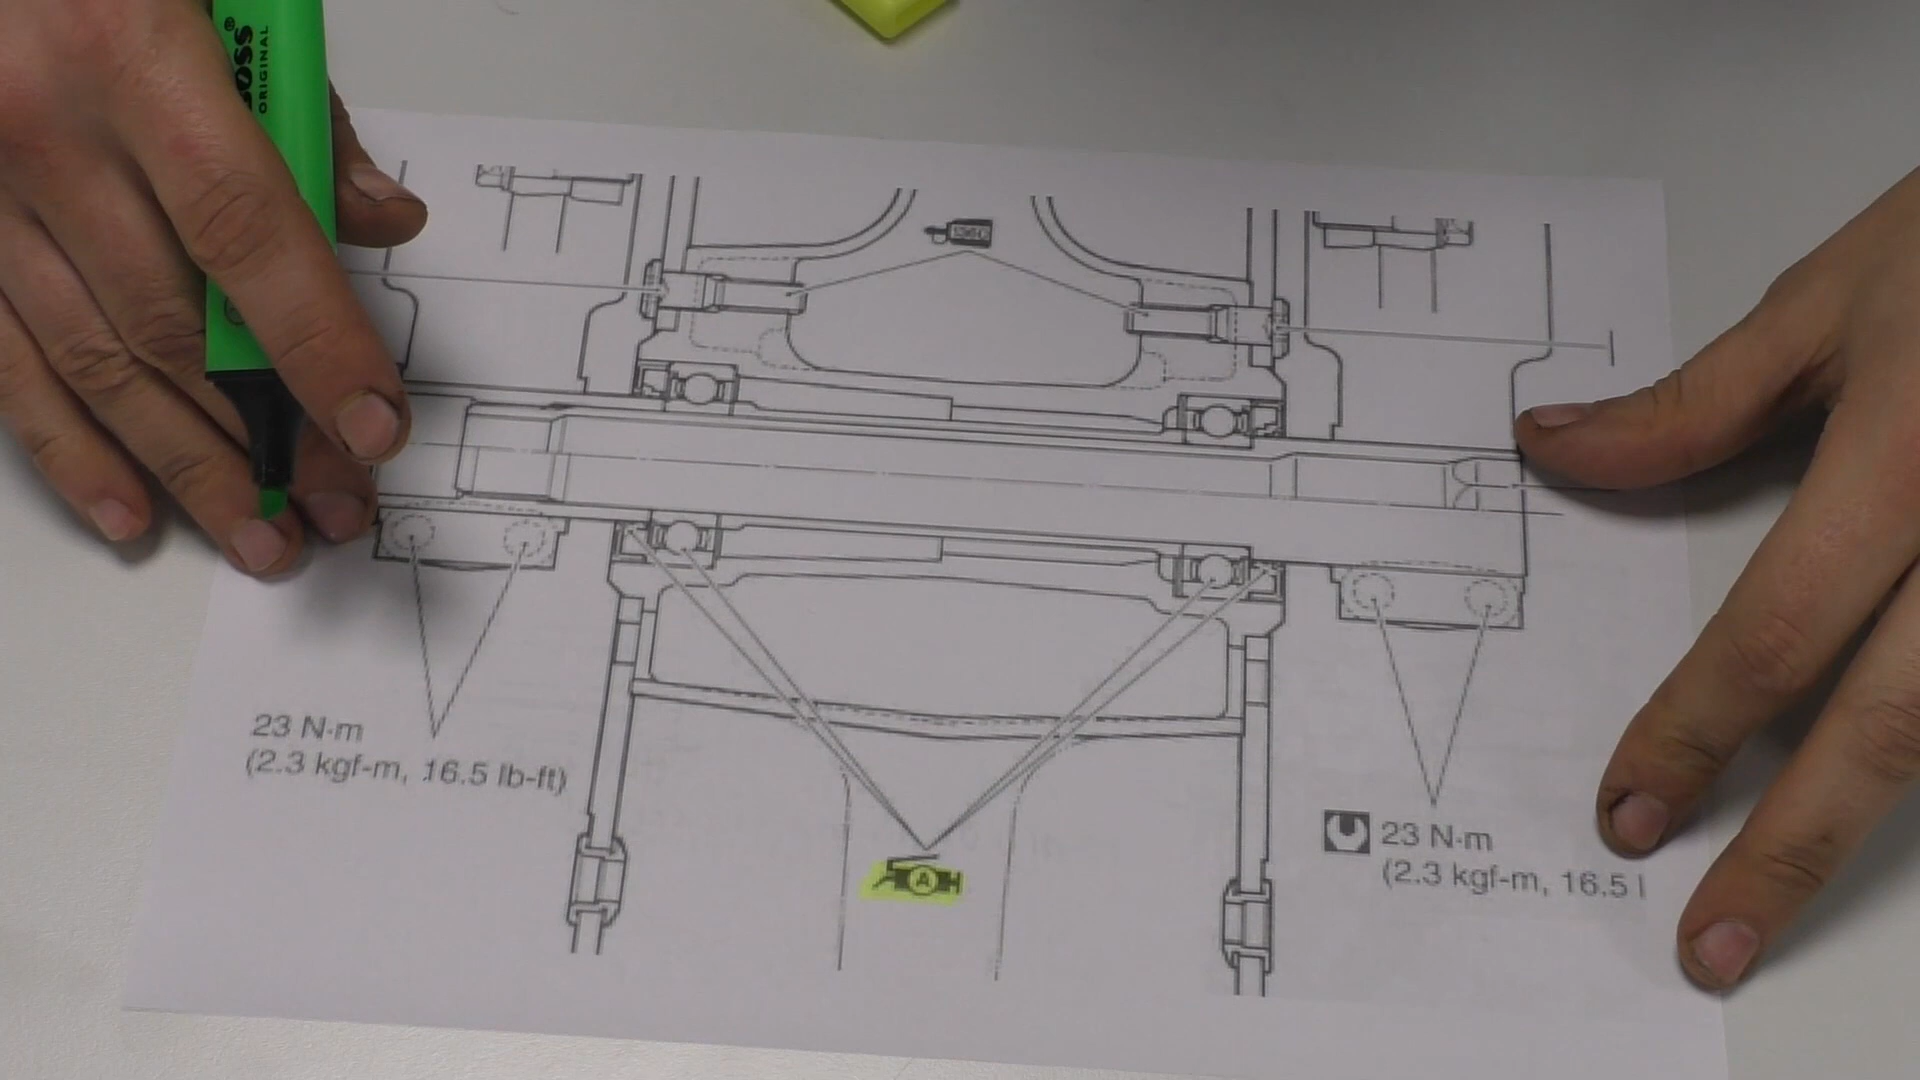 BOSS
ORIGINAL
23 N·m
(2.3 kgf-m, 16.5 lb-ft)
A
23 N·m
(2.3 kgf-m, 16.5 l